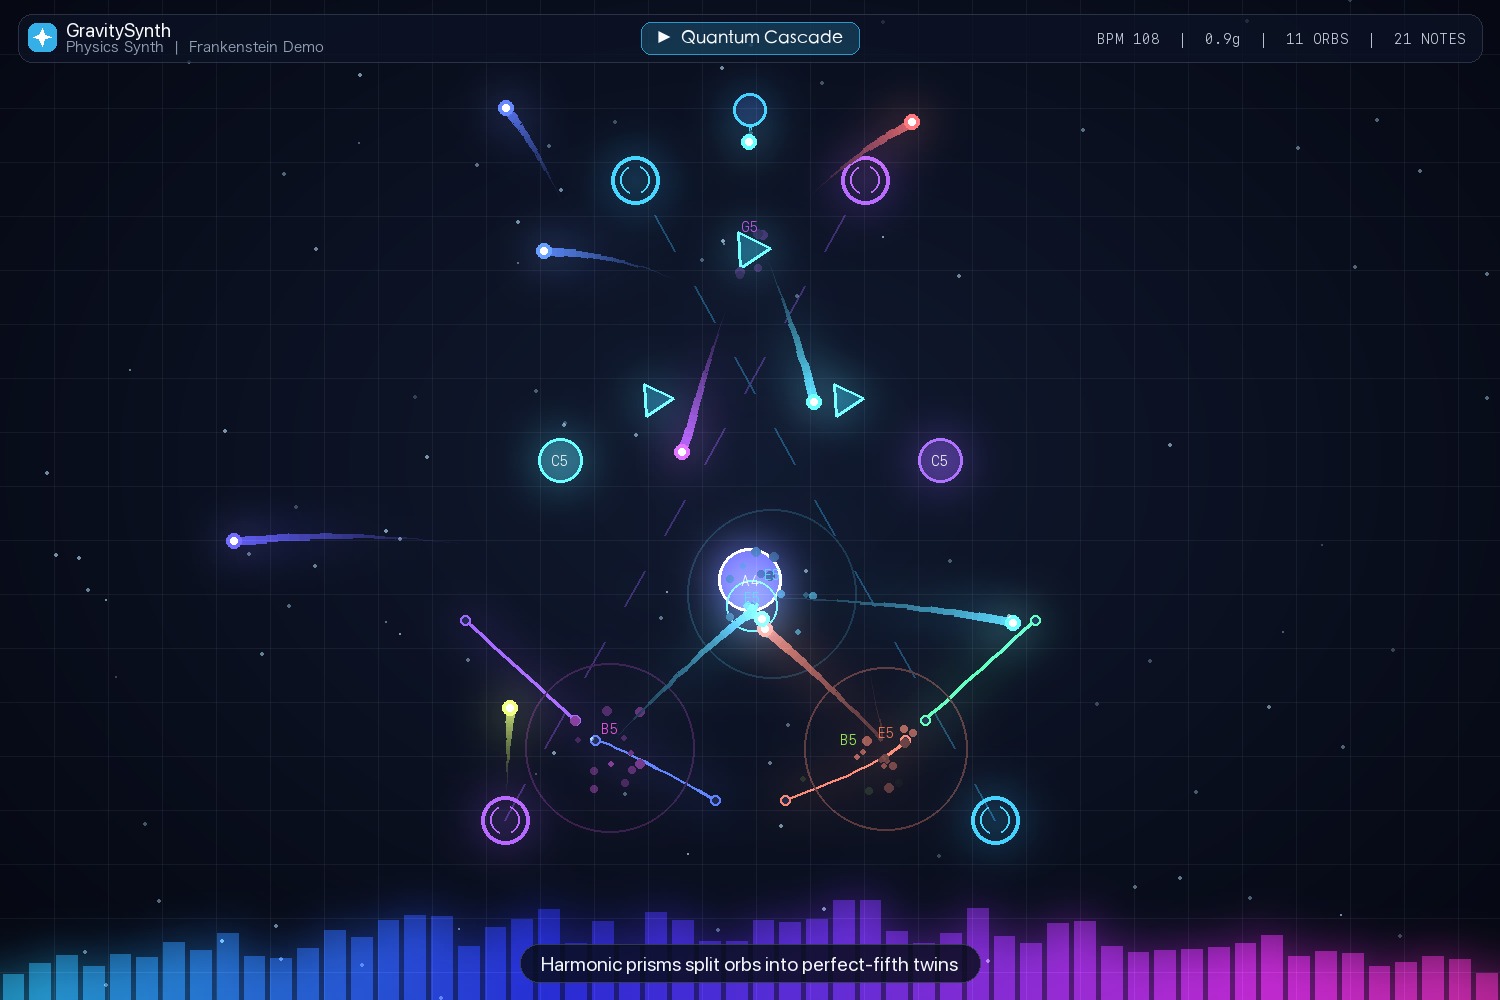 GravitySynth
Physics Synth | Frankenstein Demo
▶ Quantum Cascade
BPM 108 | 0.9g | 11 ORBS | 21 NOTES
G5
C5
C5
A4
B5
B5
E5
Harmonic prisms split orbs into perfect-fifth twins